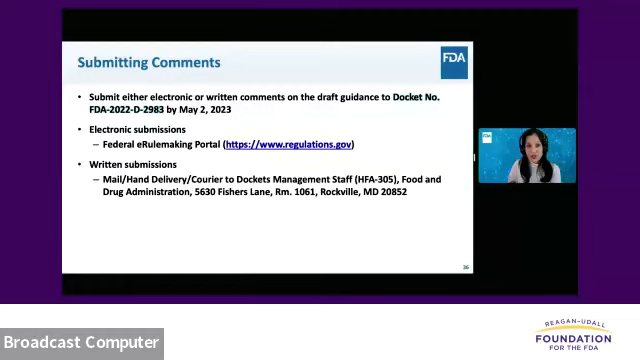 Submitting Comments
FDA
• Submit either electronic or written comments on the draft guidance to Docket No.
FDA-2022-D-2983 by May 2, 2023
• Electronic submissions
– Federal eRulemaking Portal (https://www.regulations.gov)
• Written submissions
– Mail/Hand Delivery/Courier to Dockets Management Staff (HFA-305), Food and
Drug Administration, 5630 Fishers Lane, Rm. 1061, Rockville, MD 20852
26
FDA
Broadcast Computer
REAGAN-UDALL
FOUNDATION
FOR THE FDA